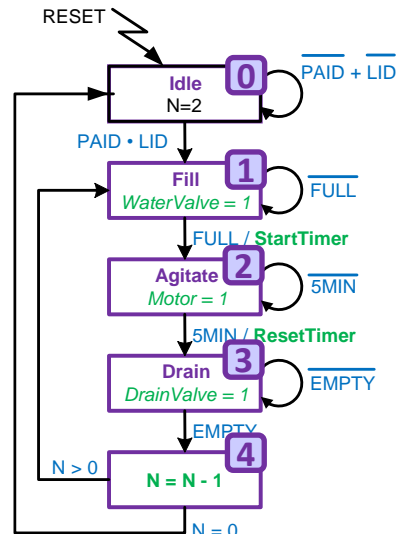 RESET
0
Idle
N=2
PAID + LID
PAID • LID
1
Fill
WaterValve = 1
FULL
FULL / StartTimer
2
Agitate
Motor = 1
5MIN
5MIN / ResetTimer
3
Drain
DrainValve = 1
EMPTY
EMPTY
4
N > 0
N = N - 1
N = 0